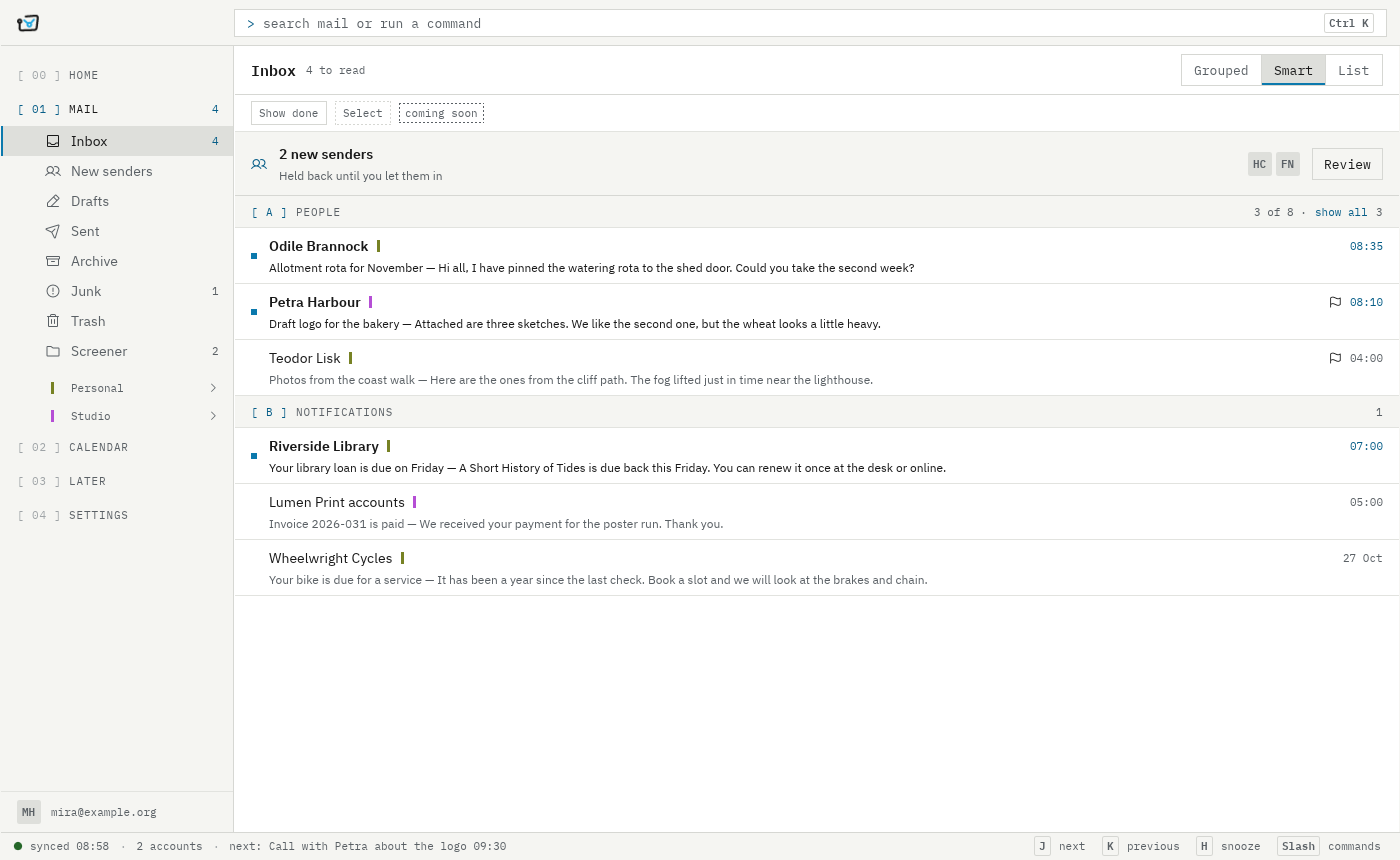 > search mail or run a command Ctrl K
[ 00 ] HOME
[ 01 ] MAIL 4
Inbox 4
New senders
Drafts
Sent
Archive
Junk 1
Trash
Screener 2
Personal
Studio
[ 02 ] CALENDAR
[ 03 ] LATER
[ 04 ] SETTINGS
MH mira@example.org
Inbox 4 to read Grouped Smart List
Show done Select coming soon
2 new senders
Held back until you let them in
HC FN Review
[ A ] PEOPLE 3 of 8 · show all 3
Odile Brannock 08:35
Allotment rota for November — Hi all, I have pinned the watering rota to the shed door. Could you take the second week?
Petra Harbour 08:10
Draft logo for the bakery — Attached are three sketches. We like the second one, but the wheat looks a little heavy.
Teodor Lisk 04:00
Photos from the coast walk — Here are the ones from the cliff path. The fog lifted just in time near the lighthouse.
[ B ] NOTIFICATIONS 1
Riverside Library 07:00
Your library loan is due on Friday — A Short History of Tides is due back this Friday. You can renew it once at the desk or online.
Lumen Print accounts 05:00
Invoice 2026-031 is paid — We received your payment for the poster run. Thank you.
Wheelwright Cycles 27 Oct
Your bike is due for a service — It has been a year since the last check. Book a slot and we will look at the brakes and chain.
synced 08:58 · 2 accounts · next: Call with Petra about the logo 09:30 J next K previous H snooze Slash commands